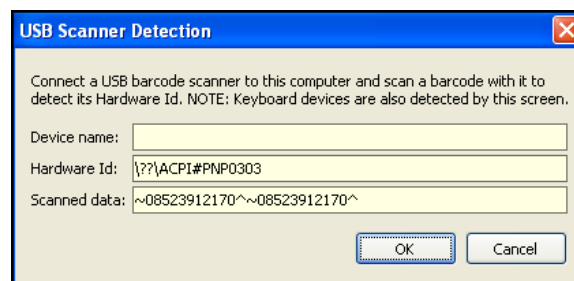 USB Scanner Detection
Connect a USB barcode scanner to this computer and scan a barcode with it to
detect its Hardware Id. NOTE: Keyboard devices are also detected by this screen.
Device name:
Hardware Id: \??\ACPI#PNP0303
Scanned data: ~08523912170^~08523912170^
OK Cancel